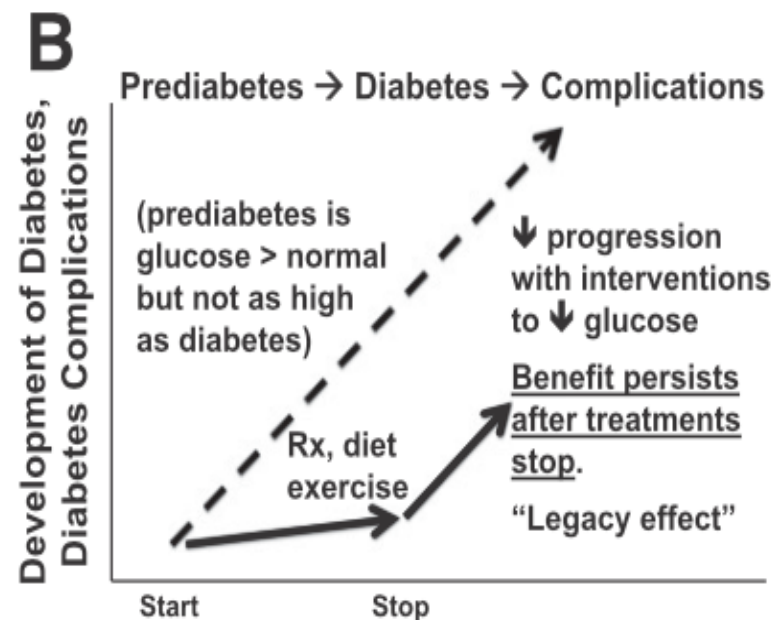 B
Prediabetes → Diabetes → Complications
Development of Diabetes,
Diabetes Complications
(prediabetes is
glucose > normal
but not as high
as diabetes)
↓ progression
with interventions
to ↓ glucose
Benefit persists
after treatments
stop.
“Legacy effect”
Rx, diet
exercise
Start
Stop